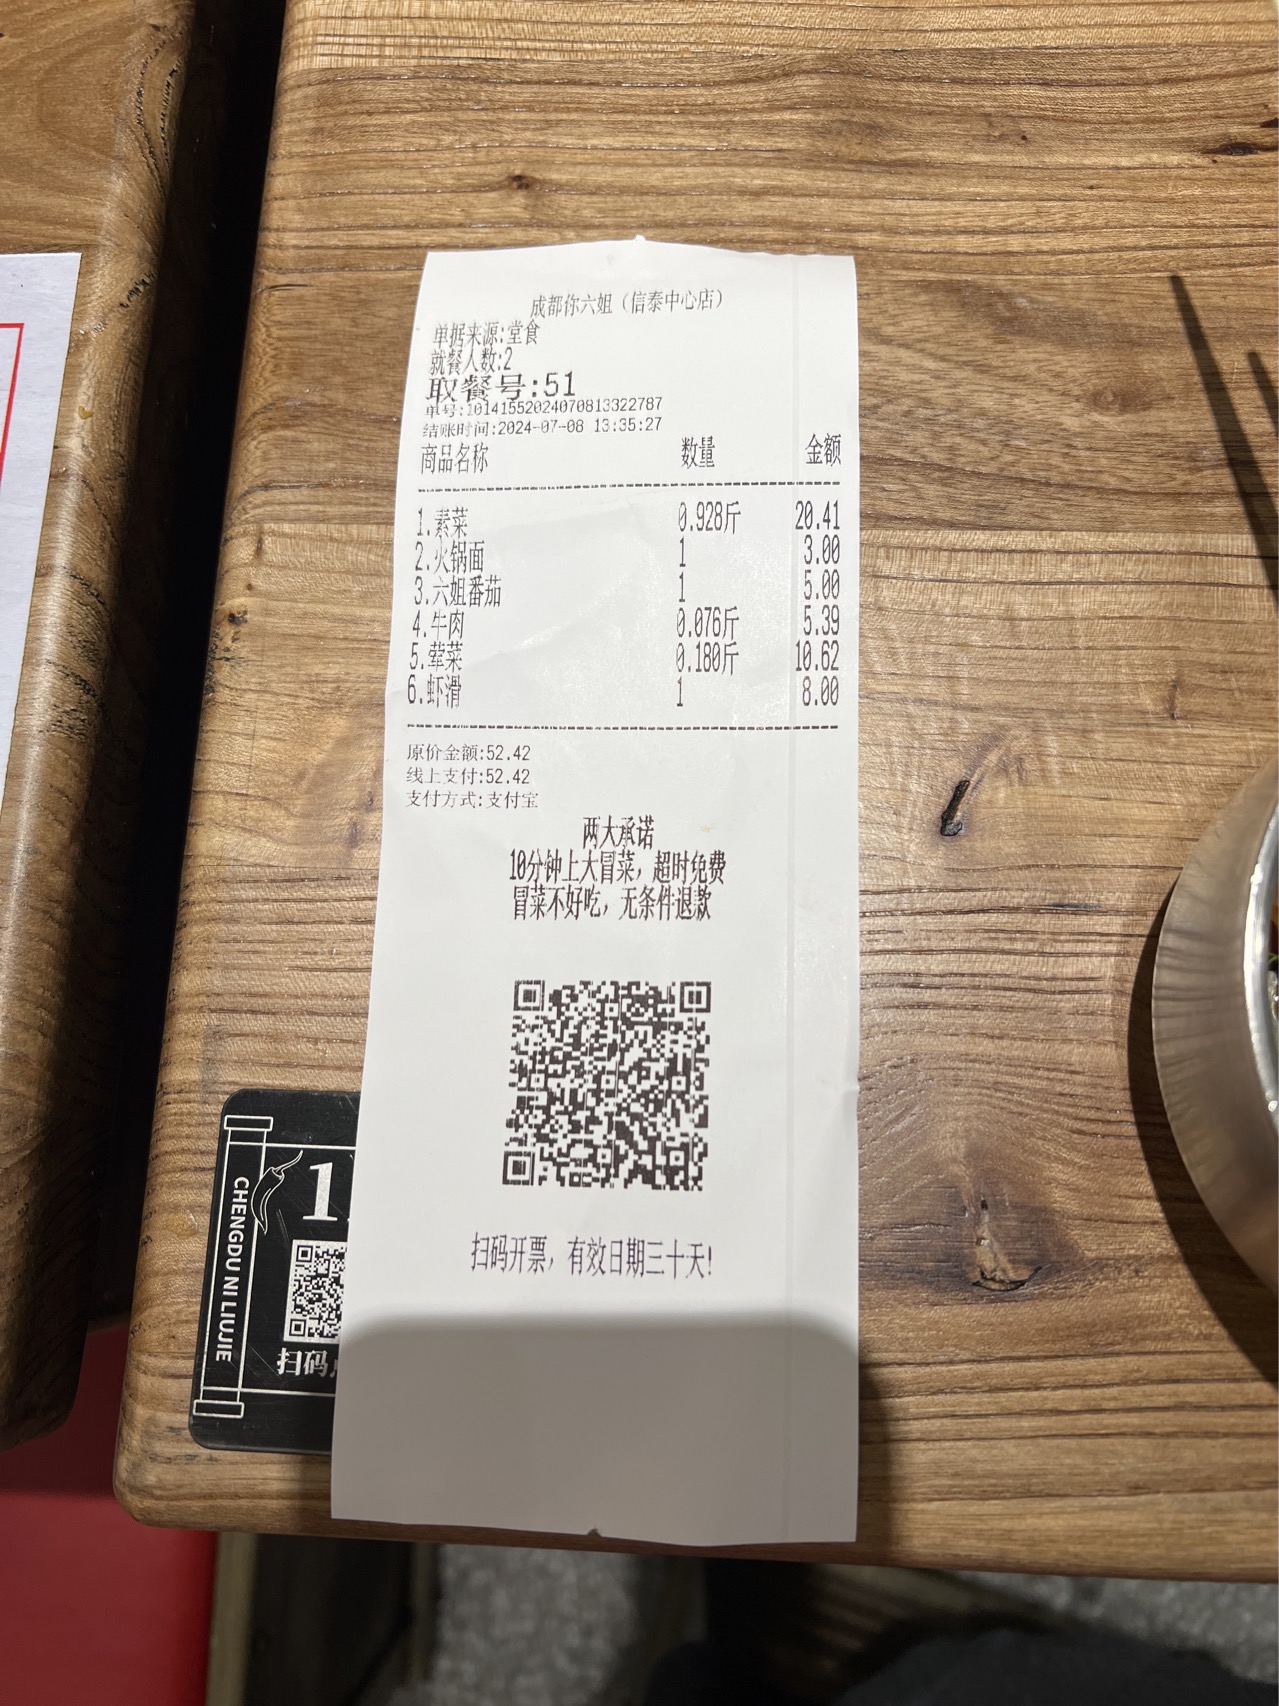 成都你六姐（信泰中心店）
单据来源:堂食
就餐人数:2
取餐号:51
单号:1014155202407081332​2787
结账时间:2024-07-08 13:35:27
商品名称 数量 金额
1.素菜 0.928斤 20.41
2.火锅面 1 3.00
3.六姐番茄 1 5.00
4.牛肉 0.076斤 5.39
5.荤菜 0.180斤 10.62
6.虾滑 1 8.00
原价金额:52.42
线上支付:52.42
支付方式:支付宝
两大承诺
10分钟上大冒菜，超时免费
冒菜不好吃，无条件退款
扫码开票，有效日期三十天!
CHENGDU NI LIUJIE
1
扫码